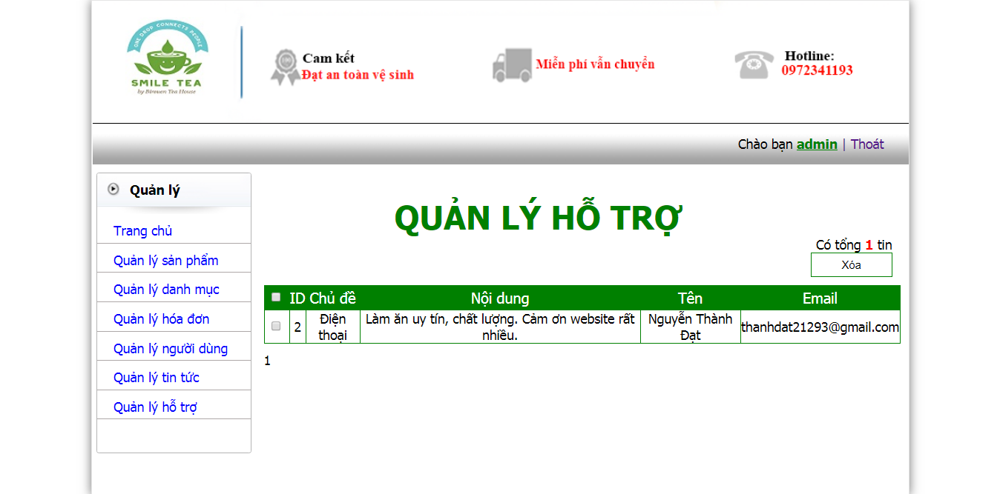 ONE DROP CONNECTS PEOPLE
SMILE TEA
by Birouen Tea House
Cam kết
Đạt an toàn vệ sinh
Miễn phí vẫn chuyển
Hotline:
0972341193
Chào bạn admin | Thoát
Quản lý
Trang chủ
Quản lý sản phẩm
Quản lý danh mục
Quản lý hóa đơn
Quản lý người dùng
Quản lý tin tức
Quản lý hỗ trợ
QUẢN LÝ HỖ TRỢ
Có tổng 1 tin
Xóa
ID Chủ đề Nội dung Tên Email
2 Điện thoại Làm ăn uy tín, chất lượng. Cảm ơn website rất nhiều. Nguyễn Thành Đạt thanhdat21293@gmail.com
1